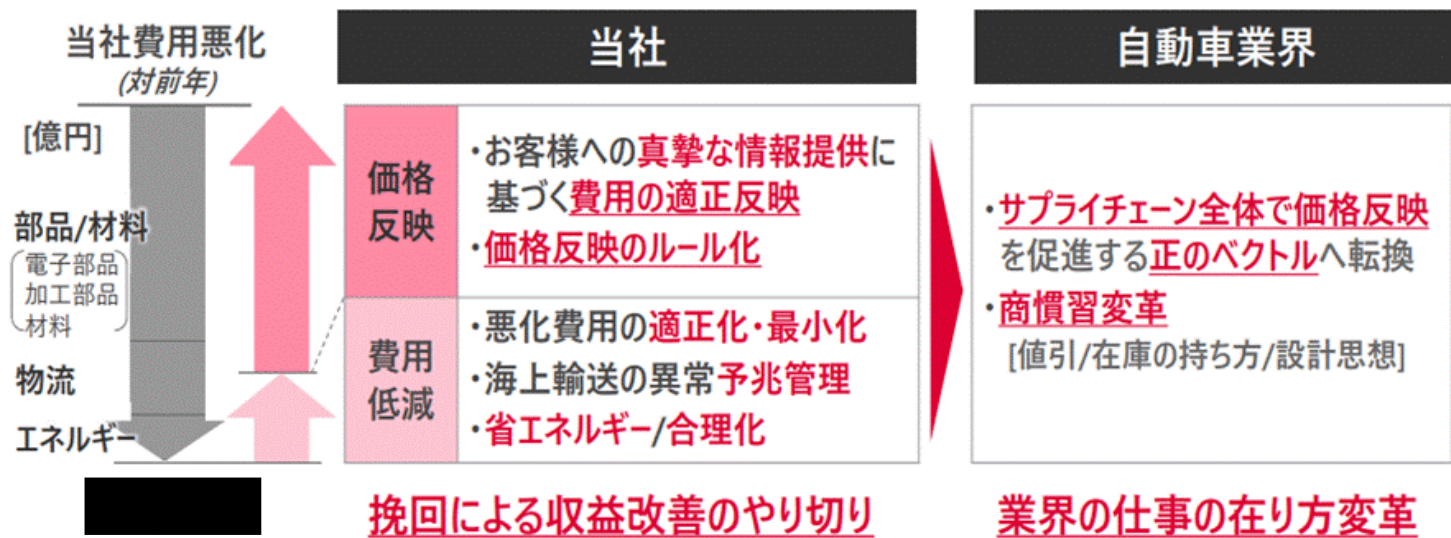 当社費用悪化
(対前年)
[億円]
部品/材料
電子部品
加工部品
材料
物流
エネルギー
当社
価格
反映
・お客様への真摯な情報提供に
基づく費用の適正反映
・価格反映のルール化
費用
低減
・悪化費用の適正化・最小化
・海上輸送の異常予兆管理
・省エネルギー/合理化
挽回による収益改善のやり切り
自動車業界
・サプライチェーン全体で価格反映
を促進する正のベクトルへ転換
・商慣習変革
[値引/在庫の持ち方/設計思想]
業界の仕事の在り方変革